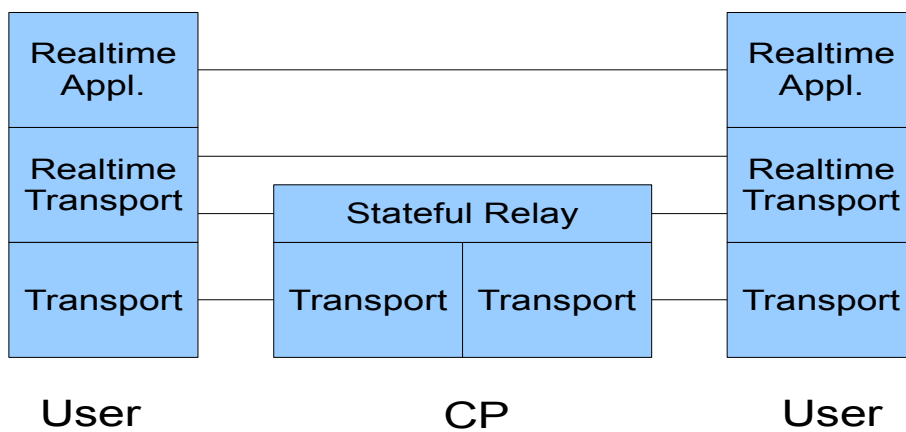 Realtime
Appl.
Realtime
Appl.
Realtime
Transport
Realtime
Transport
Stateful Relay
Transport
Transport
Transport
Transport
User
CP
User